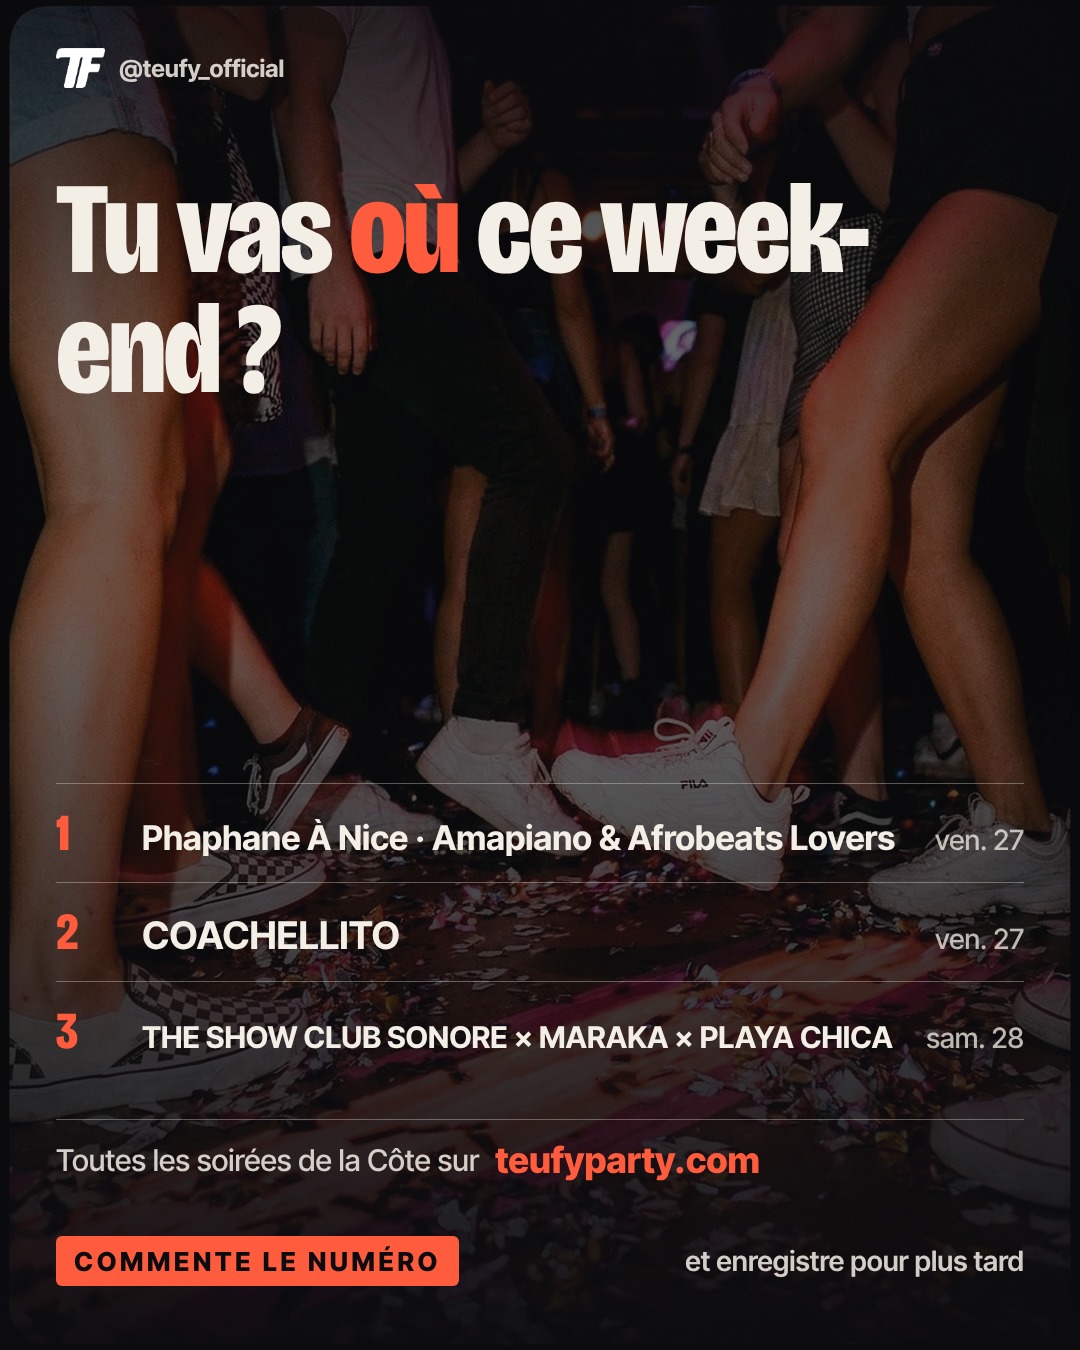 TF @teufy_official
Tu vas où ce week-
end ?
FILA
1 Phaphane À Nice · Amapiano & Afrobeats Lovers ven. 27
2 COACHELLITO ven. 27
3 THE SHOW CLUB SONORE × MARAKA × PLAYA CHICA sam. 28
Toutes les soirées de la Côte sur teufyparty.com
COMMENTE LE NUMÉRO et enregistre pour plus tard